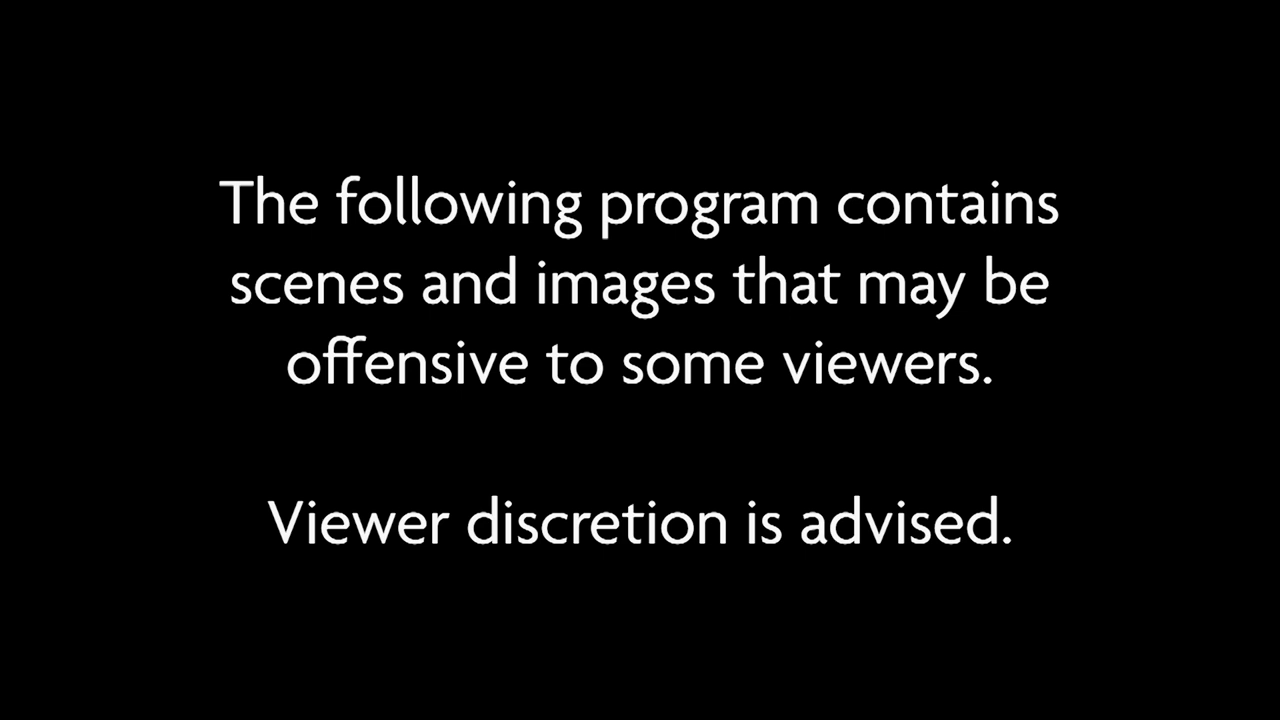 The following program contains
scenes and images that may be
offensive to some viewers.
Viewer discretion is advised.